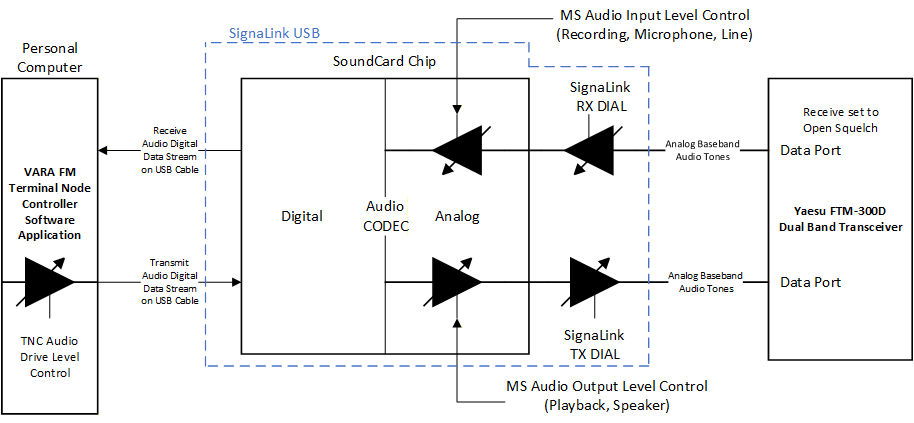 MS Audio Input Level Control
(Recording, Microphone, Line)
SignaLink USB
Personal
Computer
SoundCard Chip
SignaLink
RX DIAL
Receive set to
Open Squelch
Receive
Audio Digital
Data Stream
on USB Cable
Analog Baseband
Audio Tones
Data Port
VARA FM
Terminal Node
Controller
Software
Application
Digital
Audio
CODEC
Analog
Yaesu FTM-300D
Dual Band Transceiver
Transmit
Audio Digital
Data Stream
on USB Cable
Analog Baseband
Audio Tones
Data Port
TNC Audio
Drive Level
Control
SignaLink
TX DIAL
MS Audio Output Level Control
(Playback, Speaker)